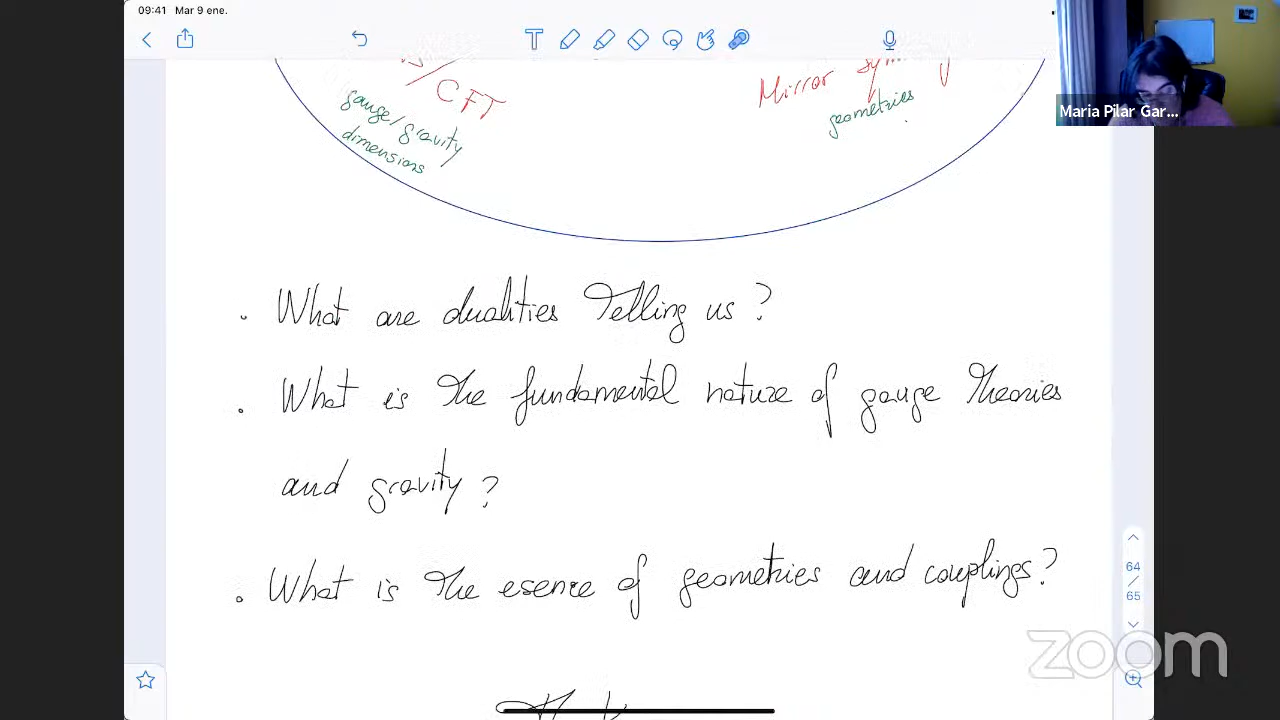 09:41 Mar 9 ene.
Maria Pilar Gar...
CFT
gauge/gravity
dimensions
Mirror
geometries
. What are dualities Telling us?
. What is the fundamental nature of gauge theories
and gravity?
. What is the esence of geometries and couplings?
64
/
65
zoom